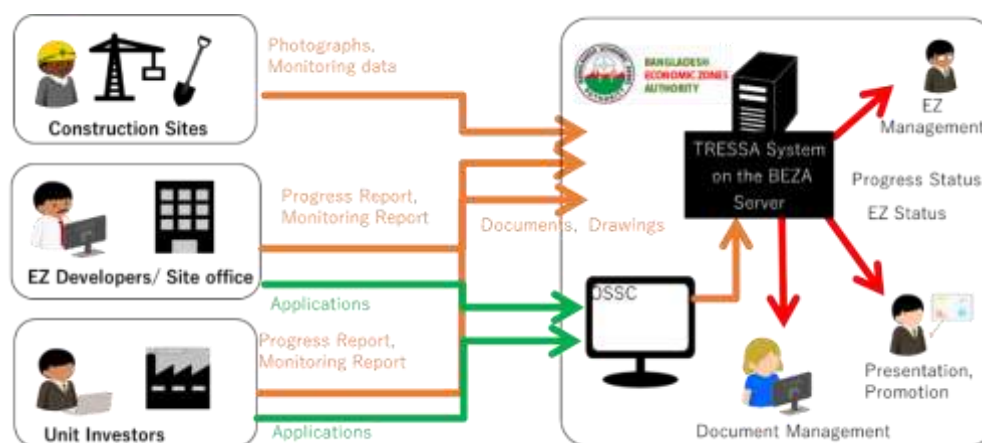 Photographs,
Monitoring data
Construction Sites
Progress Report,
Monitoring Report
EZ Developers/ Site office
Applications
Progress Report,
Monitoring Report
Unit Investors
Applications
Documents, Drawings
BANGLADESH
ECONOMIC ZONES
AUTHORITY
TRESSA System
on the BEZA
Server
OSSC
EZ
Management
Progress Status
EZ Status
Presentation,
Promotion
Document Management